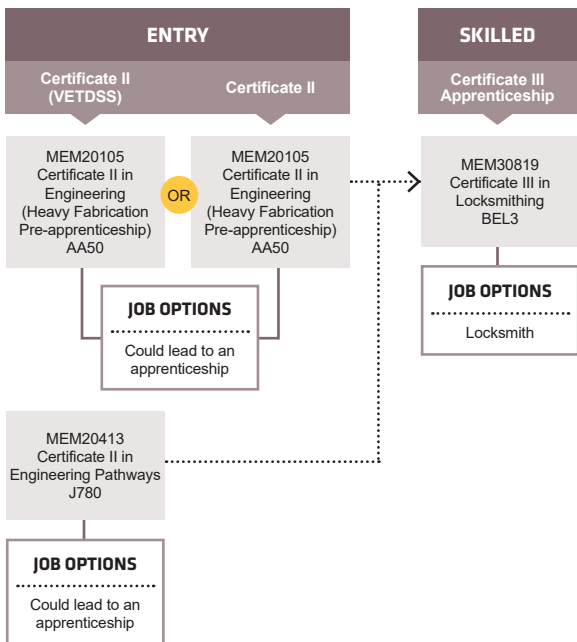 ENTRY
SKILLED
Certificate II
(VETDSS)
Certificate II
Certificate III
Apprenticeship
MEM20105
Certificate II in
Engineering
(Heavy Fabrication
Pre-apprenticeship)
AA50
OR
MEM20105
Certificate II in
Engineering
(Heavy Fabrication
Pre-apprenticeship)
AA50
MEM30819
Certificate III in
Locksmithing
BEL3
JOB OPTIONS
Could lead to an
apprenticeship
JOB OPTIONS
Locksmith
MEM20413
Certificate II in
Engineering Pathways
J780
JOB OPTIONS
Could lead to an
apprenticeship